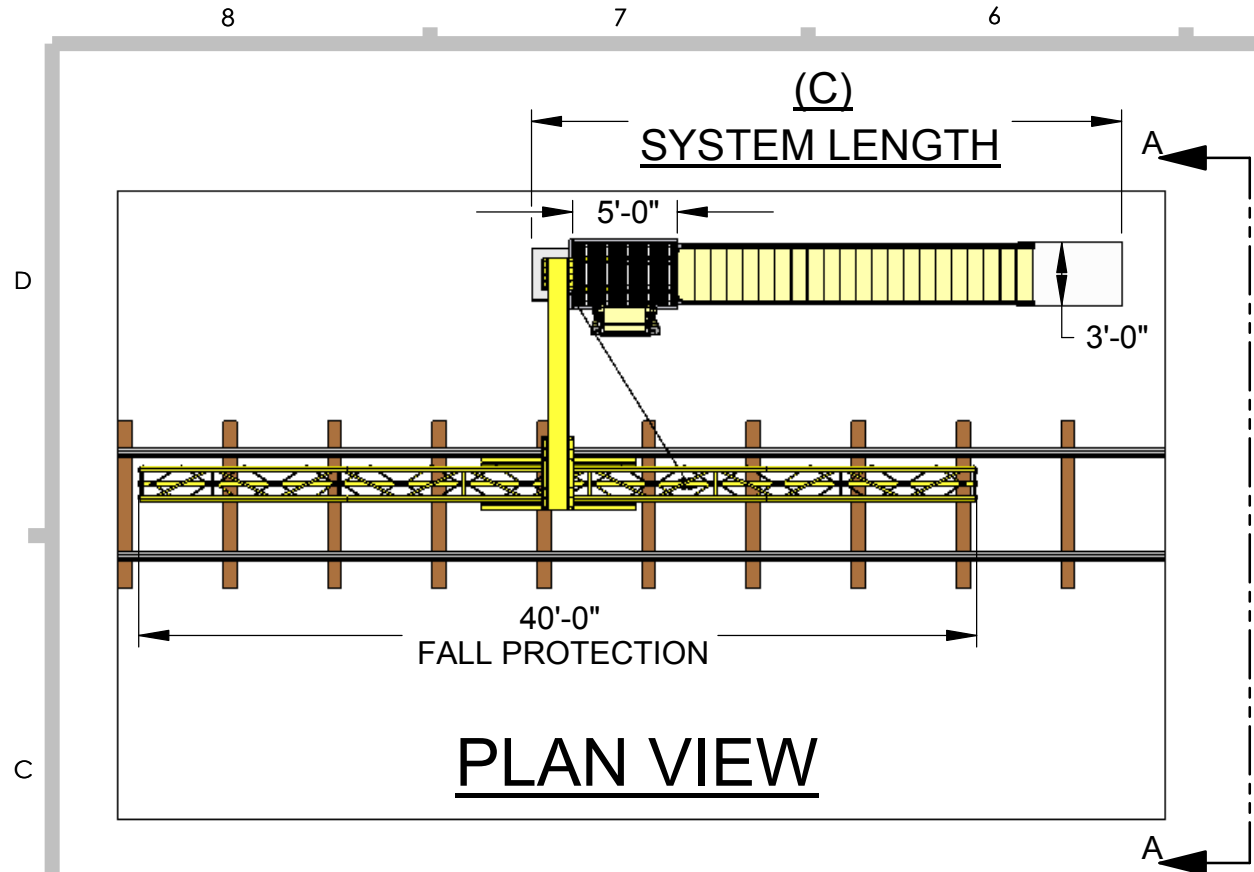 8 7 6
(C)
SYSTEM LENGTH
A
5'-0"
D
3'-0"
40'-0"
FALL PROTECTION
PLAN VIEW
C
A